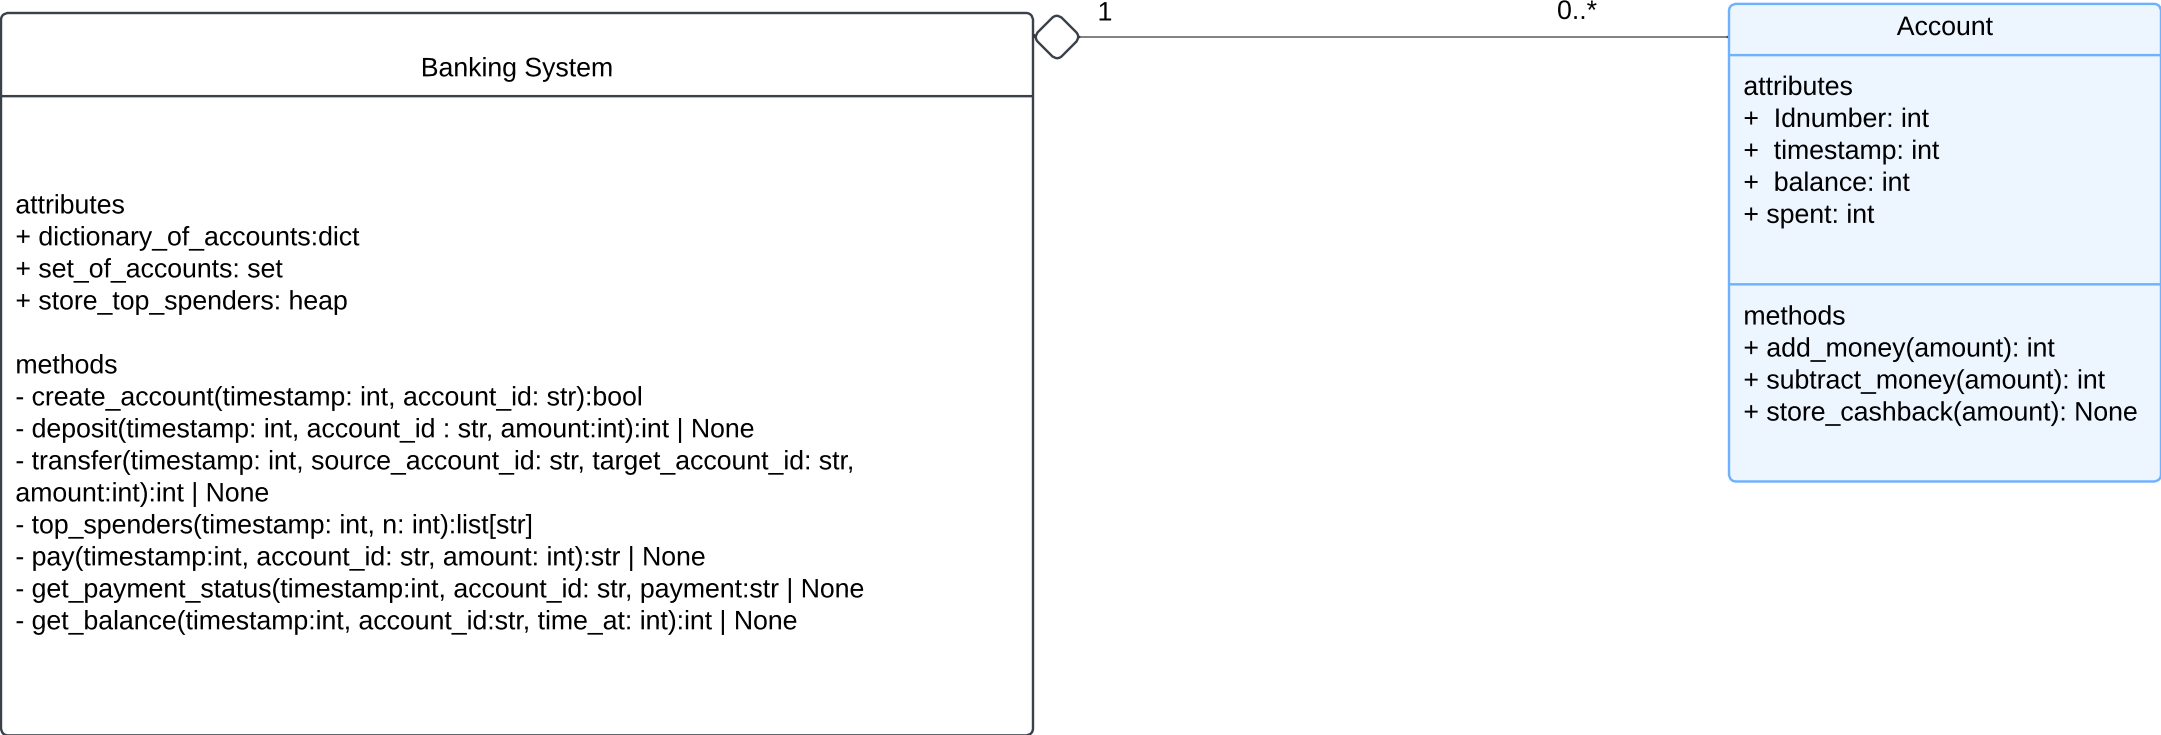 Banking System
attributes
+ dictionary_of_accounts:dict
+ set_of_accounts: set
+ store_top_spenders: heap
methods
- create_account(timestamp: int, account_id: str):bool
- deposit(timestamp: int, account_id : str, amount:int):int | None
- transfer(timestamp: int, source_account_id: str, target_account_id: str,
amount:int):int | None
- top_spenders(timestamp: int, n: int):list[str]
- pay(timestamp:int, account_id: str, amount: int):str | None
- get_payment_status(timestamp:int, account_id: str, payment:str | None
- get_balance(timestamp:int, account_id:str, time_at: int):int | None
1
0..*
Account
attributes
+  Idnumber: int
+  timestamp: int
+  balance: int
+ spent: int
methods
+ add_money(amount): int
+ subtract_money(amount): int
+ store_cashback(amount): None